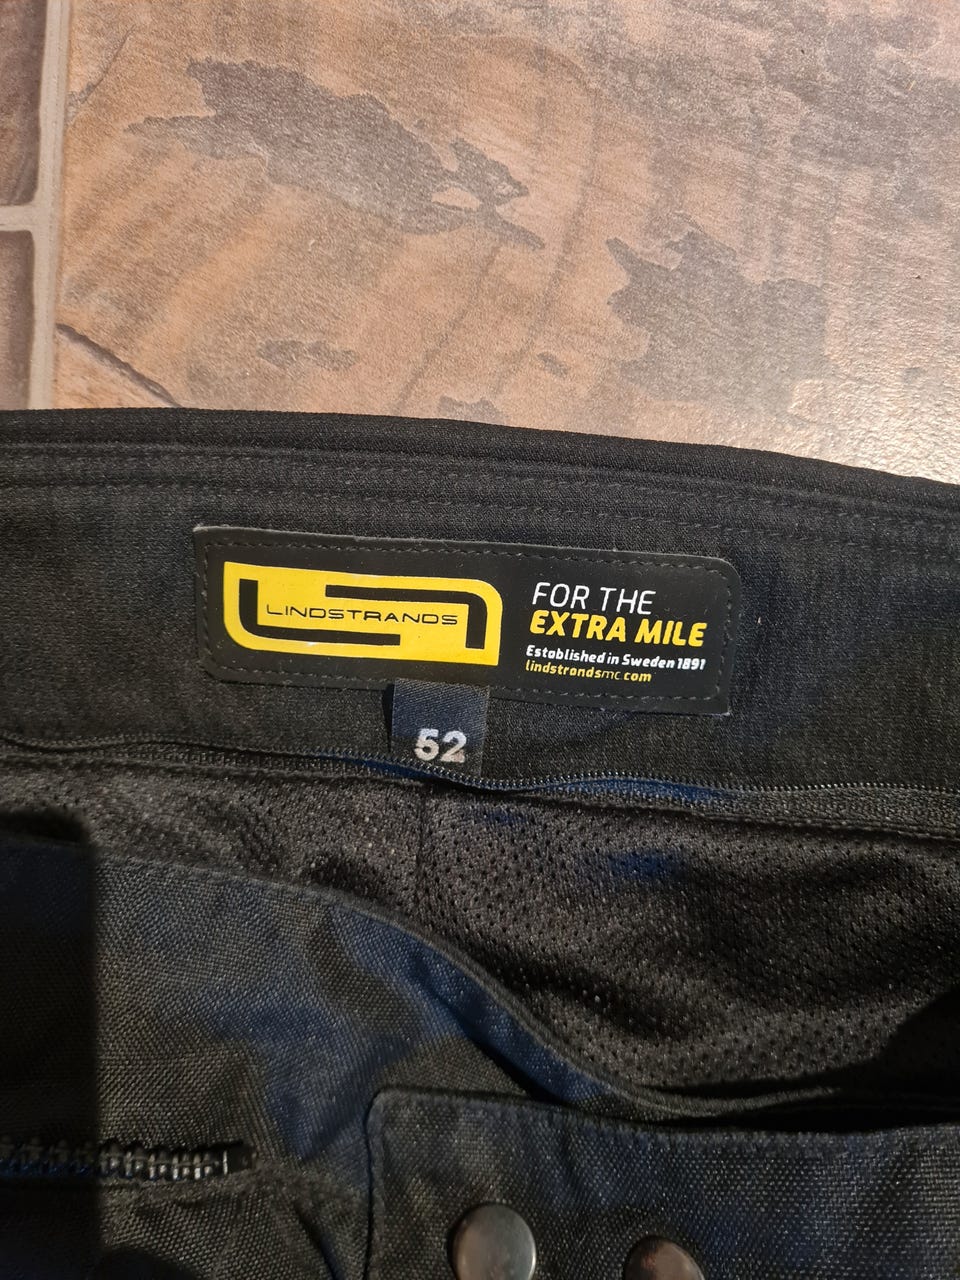 LINDSTRANDS
FOR THE
EXTRA MILE
Established in Sweden 1891
lindstrandsmc.com
52